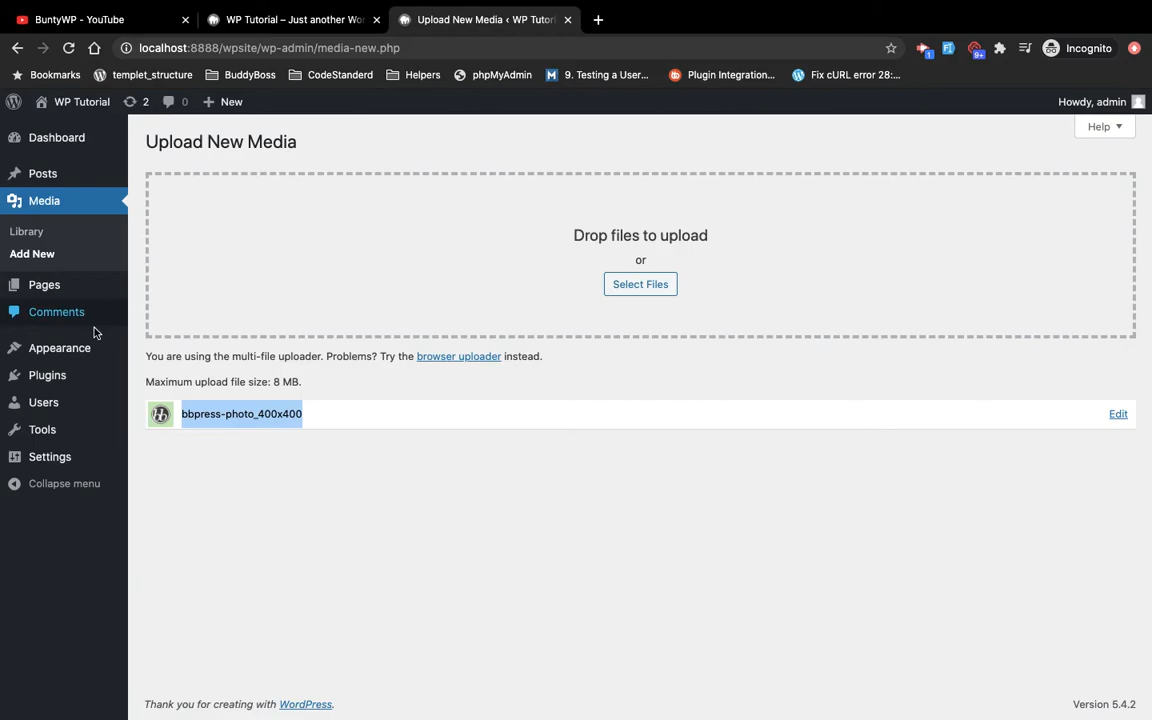 BuntyWP - YouTube
WP Tutorial – Just another Wo
Upload New Media ‹ WP Tutori
localhost:8888/wpsite/wp-admin/media-new.php
1
9+
Incognito
Bookmarks
templet_structure
BuddyBoss
CodeStanderd
Helpers
phpMyAdmin
9. Testing a User...
Plugin Integration...
Fix cURL error 28:...
WP Tutorial
2
0
New
Howdy, admin
Help
Dashboard
Posts
Media
Library
Add New
Pages
Comments
Appearance
Plugins
Users
Tools
Settings
Collapse menu
Upload New Media
Drop files to upload
or
Select Files
You are using the multi-file uploader. Problems? Try the browser uploader instead.
Maximum upload file size: 8 MB.
bbpress-photo_400x400
Edit
Thank you for creating with WordPress.
Version 5.4.2